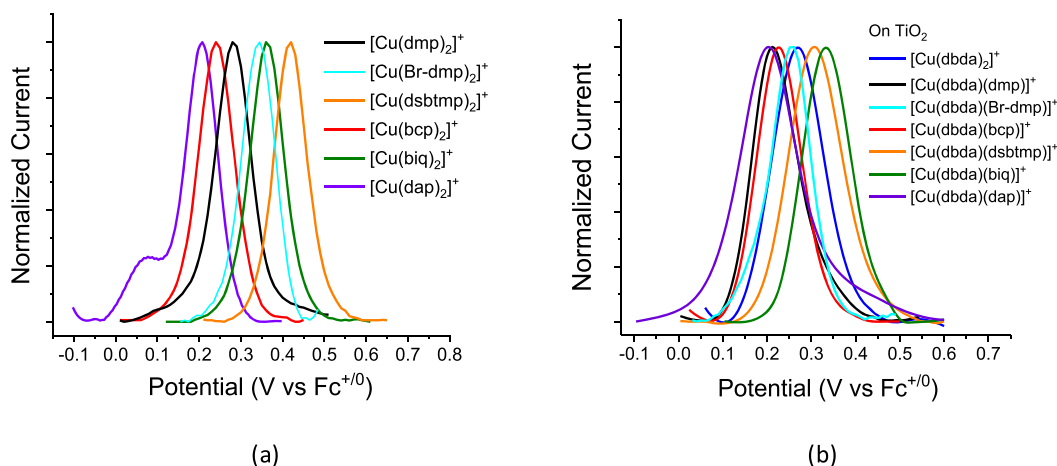 (a)
Normalized Current
[Cu(dmp)₂]⁺
[Cu(Br-dmp)₂]⁺
[Cu(dsbtmp)₂]⁺
[Cu(bcp)₂]⁺
[Cu(biq)₂]⁺
[Cu(dap)₂]⁺
-0.1 0.0 0.1 0.2 0.3 0.4 0.5 0.6 0.7 0.8
Potential (V vs Fc⁺/⁰)
(a)
(b)
Normalized Current
On TiO₂
[Cu(dbda)₂]⁺
[Cu(dbda)(dmp)]⁺
[Cu(dbda)(Br-dmp)]⁺
[Cu(dbda)(bcp)]⁺
[Cu(dbda)(dsbtmp)]⁺
[Cu(dbda)(biq)]⁺
[Cu(dbda)(dap)]⁺
-0.1 0.0 0.1 0.2 0.3 0.4 0.5 0.6 0.7
Potential (V vs Fc⁺/⁰)
(b)